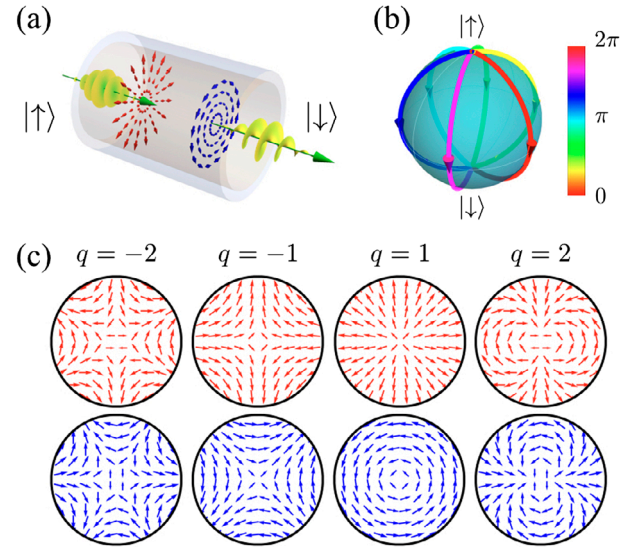 (a)
|↑⟩
|↓⟩
(b)
|↑⟩
|↓⟩
2π
π
0
(c)
q = −2
q = −1
q = 1
q = 2